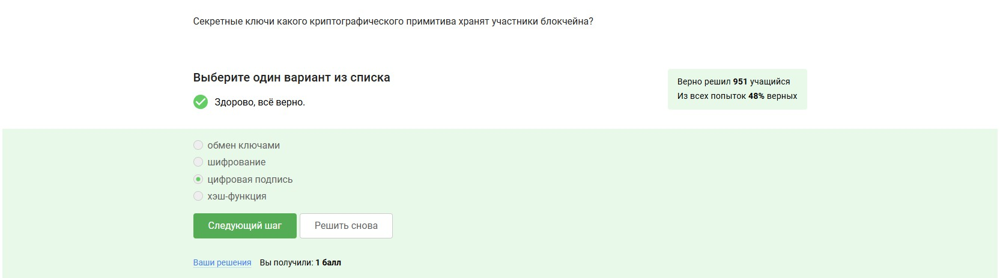 Секретные ключи какого криптографического примитива хранят участники блокчейна?
Выберите один вариант из списка
Здорово, всё верно.
Верно решил 951 учащийся
Из всех попыток 48% верных
обмен ключами
шифрование
цифровая подпись
хэш-функция
Следующий шаг
Решить снова
Ваши решения Вы получили: 1 балл